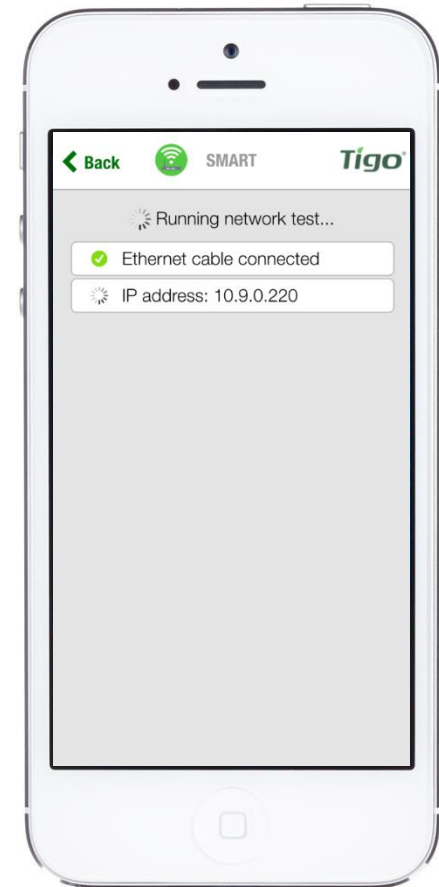 Back
SMART
Tigo
Running network test...
Ethernet cable connected
IP address: 10.9.0.220